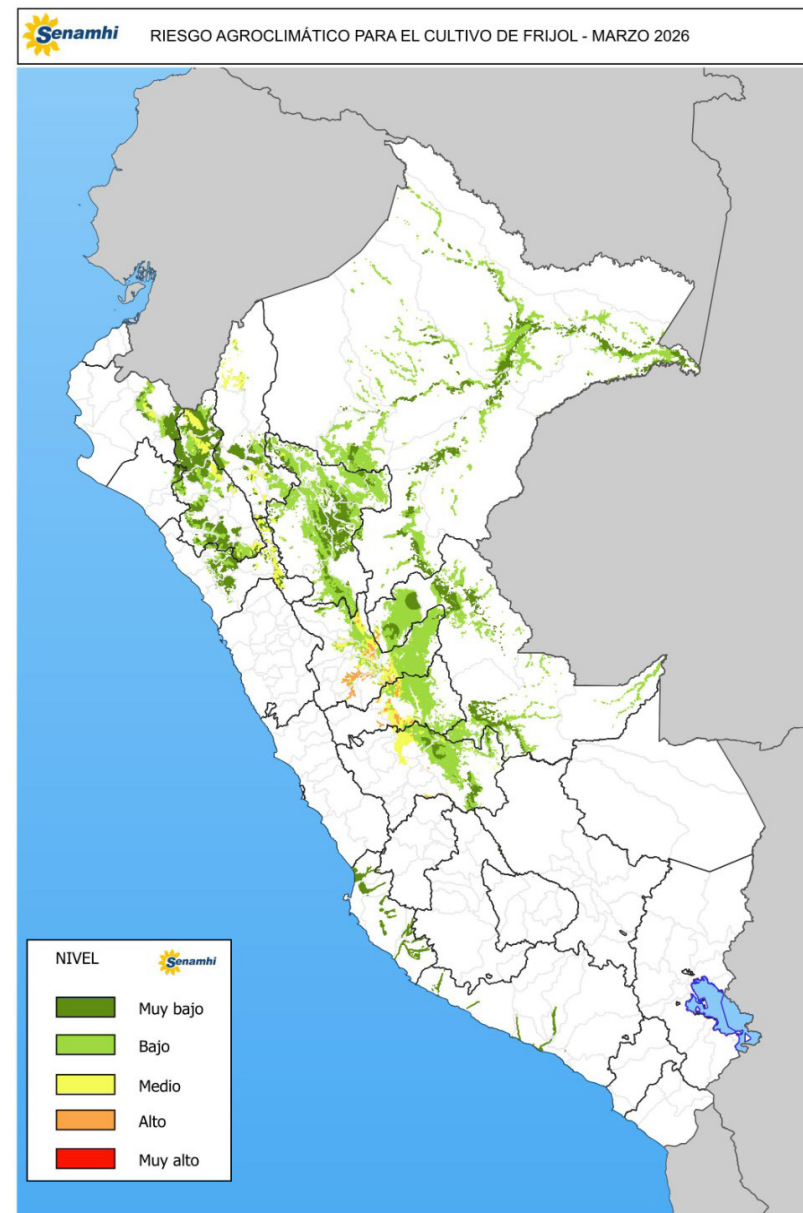 Senamhi
RIESGO AGROCLIMÁTICO PARA EL CULTIVO DE FRIJOL - MARZO 2026
NIVEL
Senamhi
Muy bajo
Bajo
Medio
Alto
Muy alto